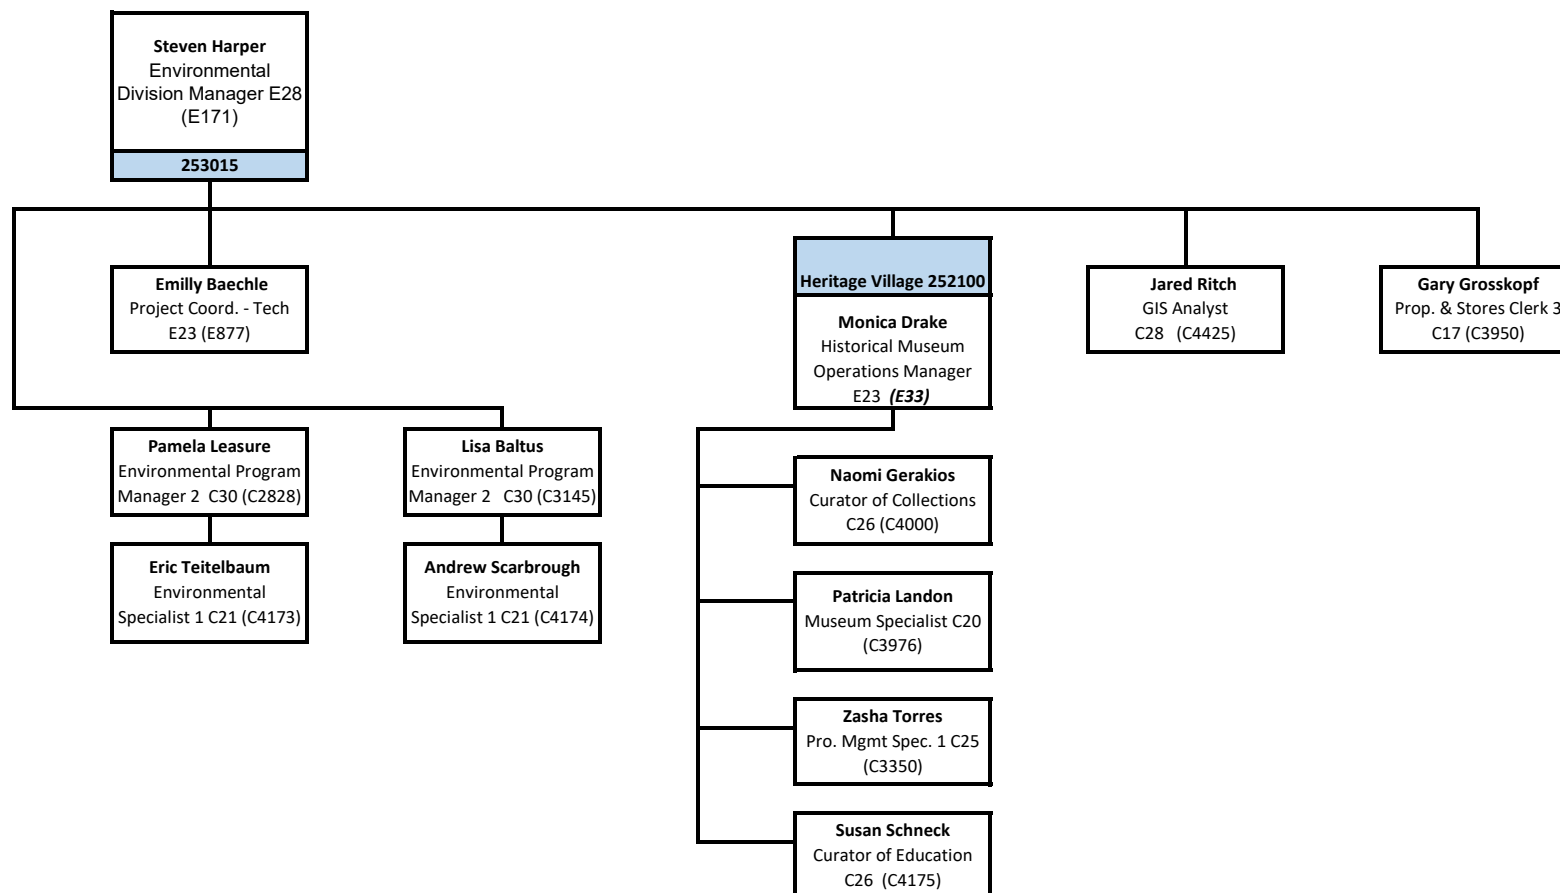 Steven Harper
Environmental
Division Manager E28
(E171)
253015
Emilly Baechle
Project Coord. - Tech
E23 (E877)
Heritage Village 252100
Monica Drake
Historical Museum
Operations Manager
E23 (E33)
Jared Ritch
GIS Analyst
C28 (C4425)
Gary Grosskopf
Prop. & Stores Clerk 3
C17 (C3950)
Pamela Leasure
Environmental Program
Manager 2 C30 (C2828)
Lisa Baltus
Environmental Program
Manager 2 C30 (C3145)
Eric Teitelbaum
Environmental
Specialist 1 C21 (C4173)
Andrew Scarbrough
Environmental
Specialist 1 C21 (C4174)
Naomi Gerakios
Curator of Collections
C26 (C4000)
Patricia Landon
Museum Specialist C20
(C3976)
Zasha Torres
Pro. Mgmt Spec. 1 C25
(C3350)
Susan Schneck
Curator of Education
C26 (C4175)